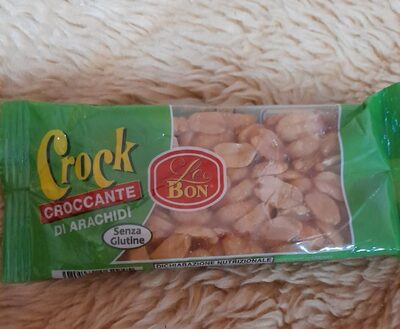 Crock
CROCCANTE
DI ARACHIDI
Senza
Glutine
Le
BON
DICHIARAZIONE NUTRIZIONALE